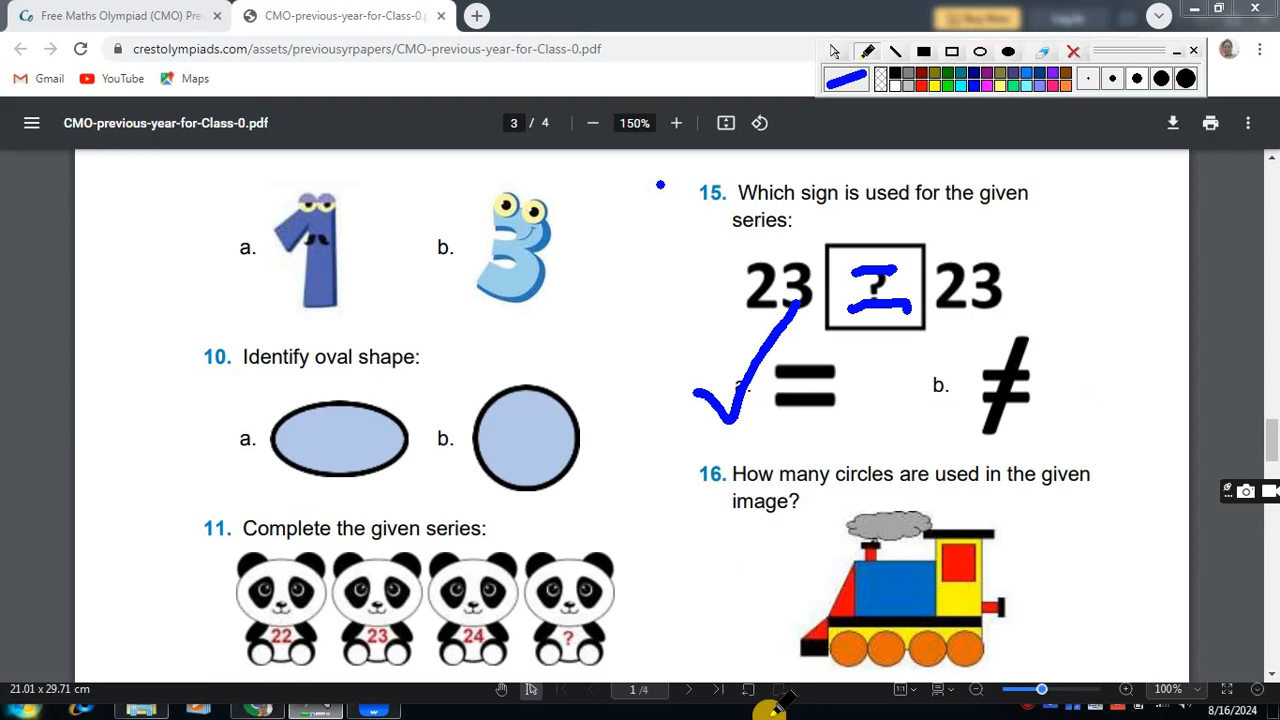 Free Maths Olympiad (CMO) Pre
CMO-previous-year-for-Class-0.p
crestolympiads.com/assets/previousyrpapers/CMO-previous-year-for-Class-0.pdf
Gmail
YouTube
Maps
CMO-previous-year-for-Class-0.pdf
3 / 4
150%
a. 1
b. 3
10. Identify oval shape:
a.
b.
11. Complete the given series:
22 23 24 ?
15. Which sign is used for the given
series:
23 ? 23
a. =
b. ≠
16. How many circles are used in the given
image?
21.01 x 29.71 cm
1 /4
100%
8/16/2024